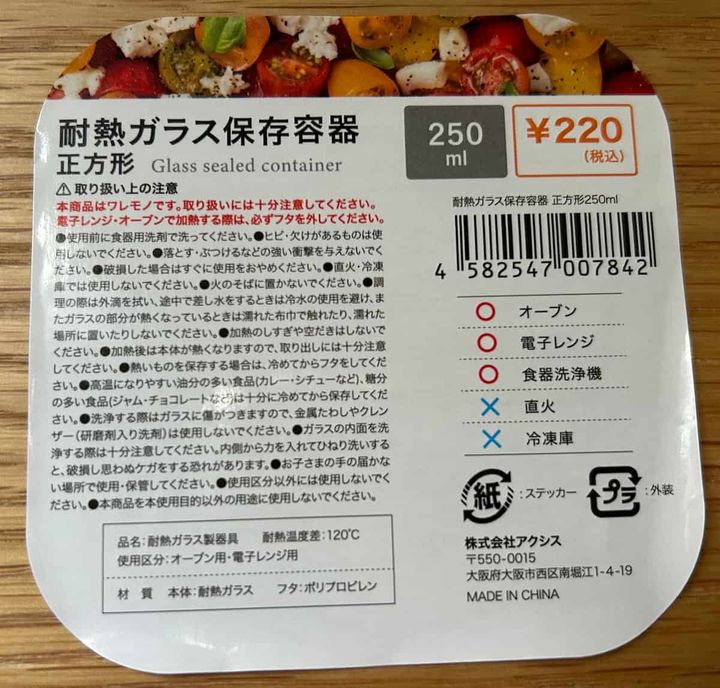 耐熱ガラス保存容器
正方形 Glass sealed container
250
ml
¥220
(税込)
⚠ 取り扱い上の注意
本商品はワレモノです。取り扱いには十分注意してください。
電子レンジ・オーブンで加熱する際は、必ずフタを外してください。
●使用前に食器用洗剤で洗ってください。●ヒビ・欠けがあるものは使
用しないでください。●落とす・ぶつけるなどの強い衝撃を与えないでく
ださい。●破損した場合はすぐに使用をおやめください。●直火・冷凍
庫では使用しないでください。●火のそばに置かないでください。●調
理の際は外滴を拭い、途中で差し水をするときは冷水の使用を避け、ま
たガラスの部分が熱くなっているときは濡れた布巾で触れたり、濡れた
場所に置いたりしないでください。●加熱のしすぎや空だきはしないで
ください。●加熱後は本体が熱くなりますので、取り出しには十分注意
してください。●熱いものを保存する場合は、冷めてからフタをしてくだ
さい。●高温になりやすい油分の多い食品(カレー・シチューなど)、糖分
の多い食品(ジャム・チョコレートなど)は十分に冷めてから保存してくだ
さい。●洗浄する際はガラスに傷がつきますので、金属たわしやクレン
ザー(研磨剤入り洗剤)は使用しないでください。●ガラスの内面を洗
浄する際は十分注意してください。内側から力を入れてひねり洗いする
と、破損し思わぬケガをする恐れがあります。●お子さまの手の届かな
い場所で使用・保管してください。●使用区分以外には使用しないでく
ださい。●本商品を本使用目的以外の用途に使用しないでください。
品名:耐熱ガラス製器具 耐熱温度差:120℃
使用区分:オーブン用・電子レンジ用
材 質 本体:耐熱ガラス フタ:ポリプロピレン
耐熱ガラス保存容器 正方形250ml
4 582547 007842
○ オーブン
○ 電子レンジ
○ 食器洗浄機
× 直火
× 冷凍庫
紙 :ステッカー プラ :外装
株式会社アクシス
〒550-0015
大阪府大阪市西区南堀江1-4-19
MADE IN CHINA